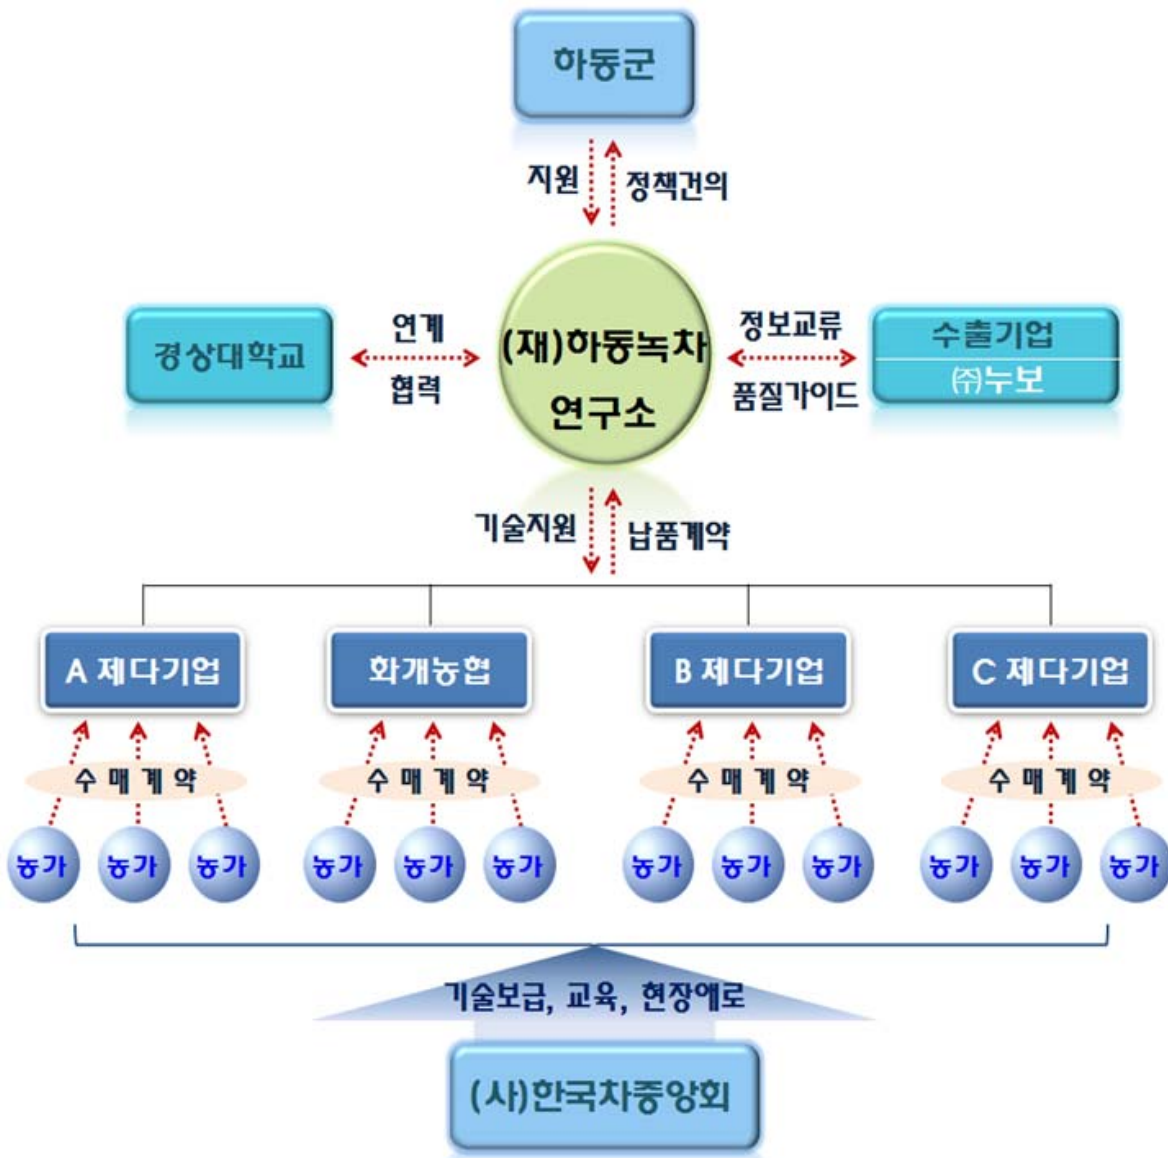 하동군
지원
정책건의
경상대학교
연계
협력
(재)하동녹차
연구소
정보교류
품질가이드
수출기업
㈜누보
기술지원
납품계약
A 제다기업
화개농협
B 제다기업
C 제다기업
수 매 계 약
수 매 계 약
수 매 계 약
수 매 계 약
농가
농가
농가
농가
농가
농가
농가
농가
농가
농가
농가
농가
기술보급, 교육, 현장애로
(사)한국차중앙회